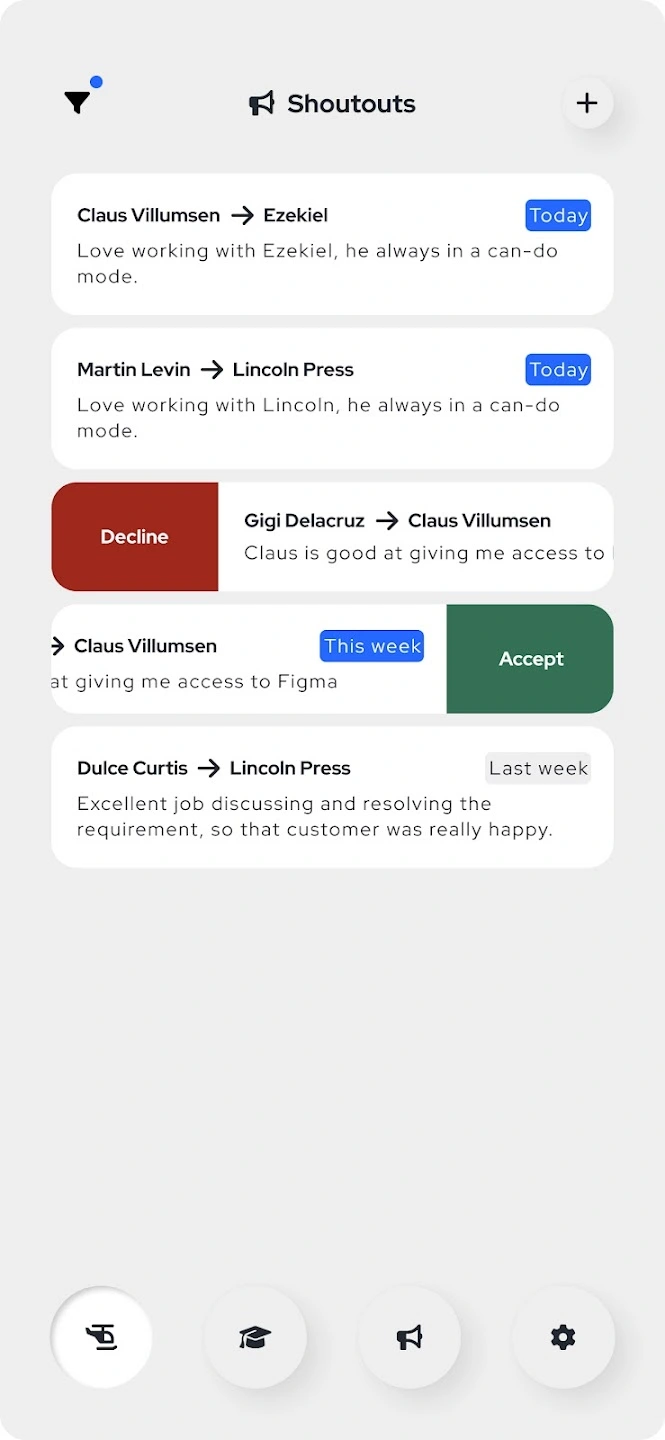 Shoutouts
Claus Villumsen → Ezekiel Today
Love working with Ezekiel, he always in a can-do
mode.
Martin Levin → Lincoln Press Today
Love working with Lincoln, he always in a can-do
mode.
Decline
Gigi Delacruz → Claus Villumsen
Claus is good at giving me access to
→ Claus Villumsen This week
at giving me access to Figma
Accept
Dulce Curtis → Lincoln Press Last week
Excellent job discussing and resolving the
requirement, so that customer was really happy.